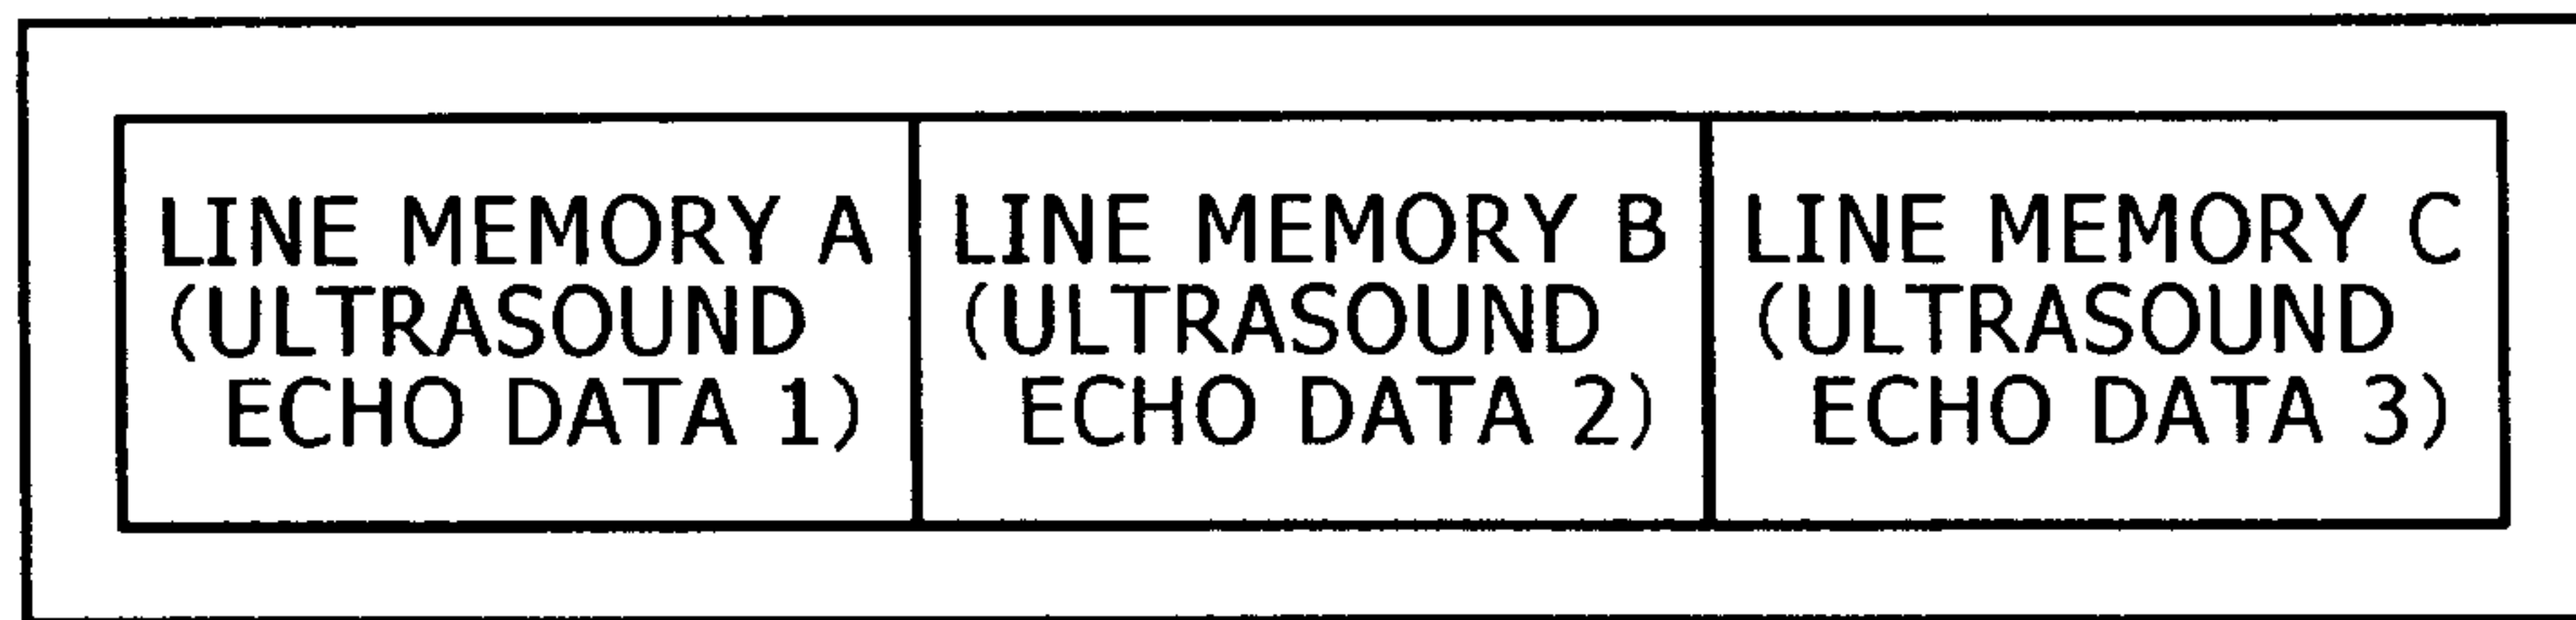 LINE MEMORY A
(ULTRASOUND
ECHO DATA 1)
LINE MEMORY B
(ULTRASOUND
ECHO DATA 2)
LINE MEMORY C
(ULTRASOUND
ECHO DATA 3)